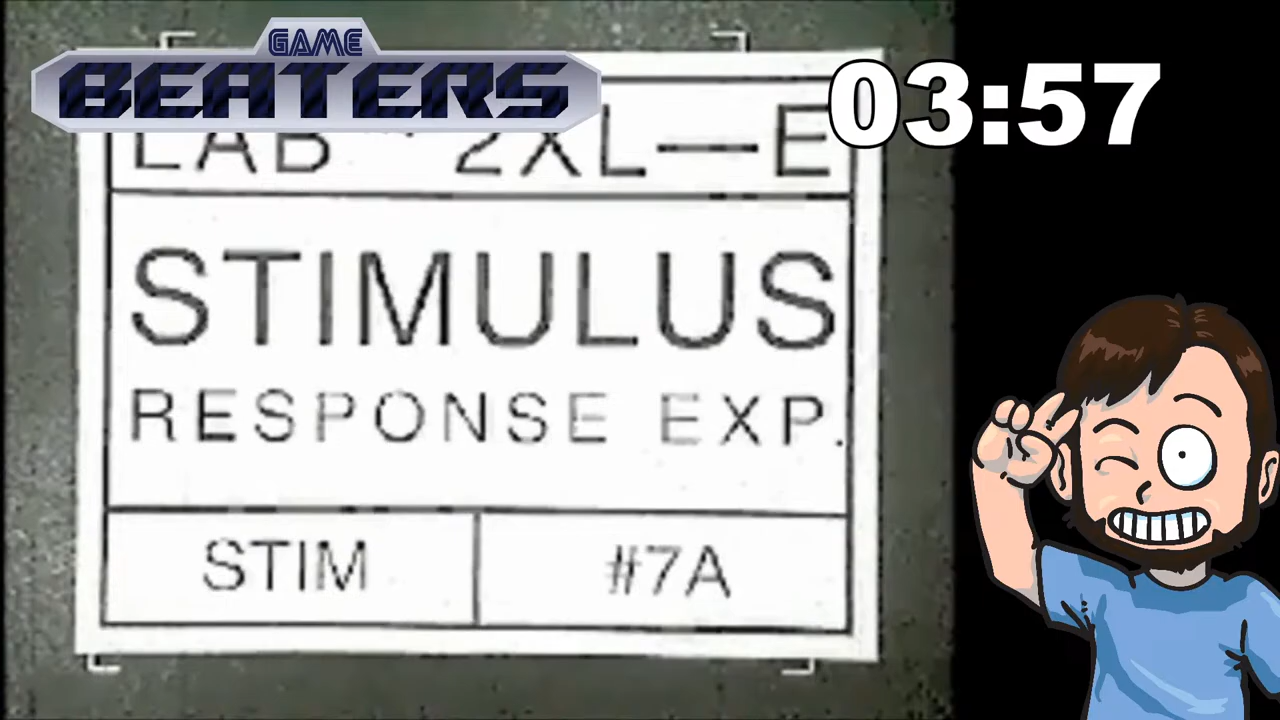 GAME
BEATERS
03:57
LAB 2XL—E
STIMULUS
RESPONSE EXP.
STIM
#7A